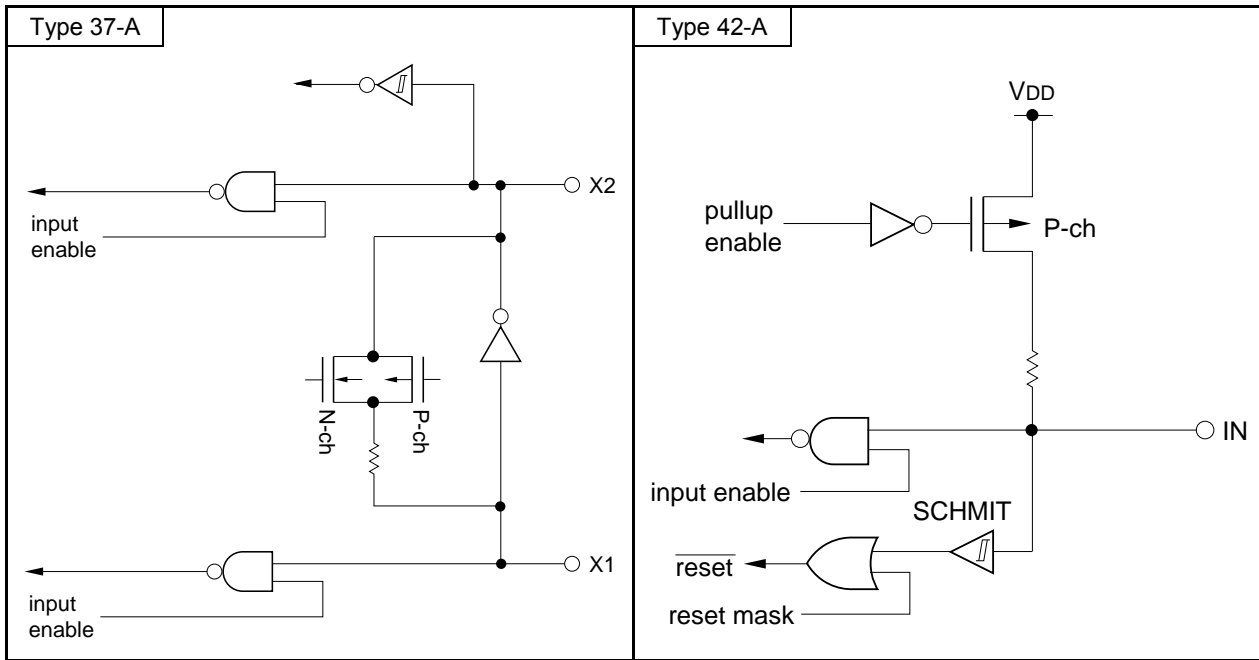 Type 37-A
X2
input
enable
N-ch
P-ch
X1
input
enable
Type 42-A
VDD
pullup
enable
P-ch
IN
input enable
SCHMIT
reset
reset mask